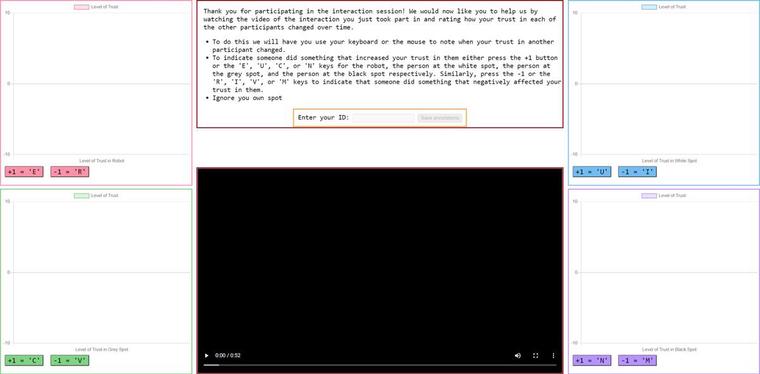 Level of Trust
10
0
-10
Level of Trust in Robot
+1 = 'E' -1 = 'R'
Thank you for participating in the interaction session! We would now like you to help us by
watching the video of the interaction you just took part in and rating how your trust in each of
the other participants changed over time.
• To do this we will have you use your keyboard or the mouse to note when your trust in another
participant changed.
• To indicate someone did something that increased your trust in them either press the +1 button
or the 'E', 'U', 'C', or 'N' keys for the robot, the person at the white spot, the person at
the grey spot, and the person at the black spot respectively. Similarly, press the -1 or the
'R', 'I', 'V', or 'M' keys to indicate that someone did something that negatively affected your
trust in them.
• Ignore you own spot
Enter your ID: Save annotations
Level of Trust
10
0
-10
Level of Trust in White Spot
+1 = 'U' -1 = 'I'
Level of Trust
10
0
-10
Level of Trust in Grey Spot
+1 = 'C' -1 = 'V'
0:00 / 0:52
Level of Trust
10
0
-10
Level of Trust in Black Spot
+1 = 'N' -1 = 'M'